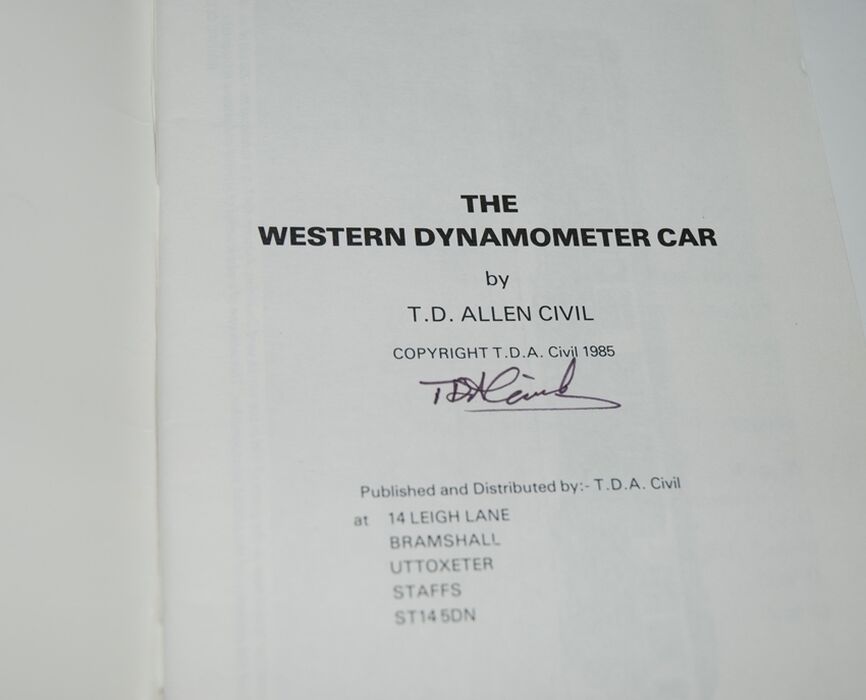 THE
WESTERN DYNAMOMETER CAR
by
T.D. ALLEN CIVIL
COPYRIGHT T.D.A. Civil 1985
TDACivil
Published and Distributed by:- T.D.A. Civil
at 14 LEIGH LANE
BRAMSHALL
UTTOXETER
STAFFS
ST14 5DN